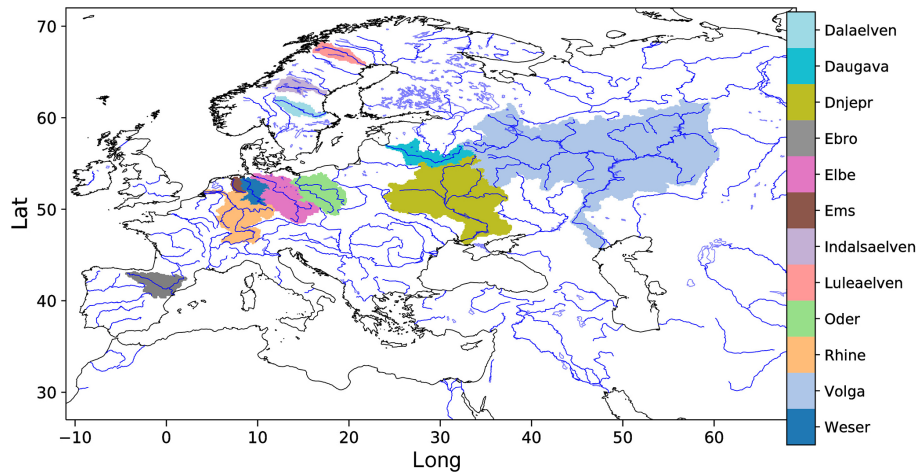 70
60
50
40
30
Lat
−10
0
10
20
30
40
50
60
Long
Dalaelven
Daugava
Dnjepr
Ebro
Elbe
Ems
Indalsaelven
Luleaelven
Oder
Rhine
Volga
Weser